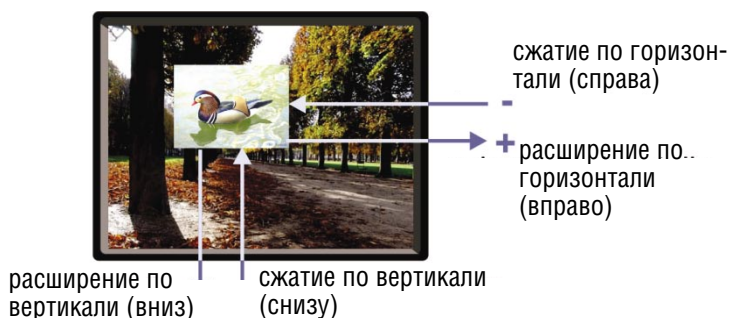 сжатие по горизон-
тали (справа)
-
+ расширение по
горизонтали
(вправо)
расширение по
вертикали (вниз)
сжатие по вертикали
(снизу)